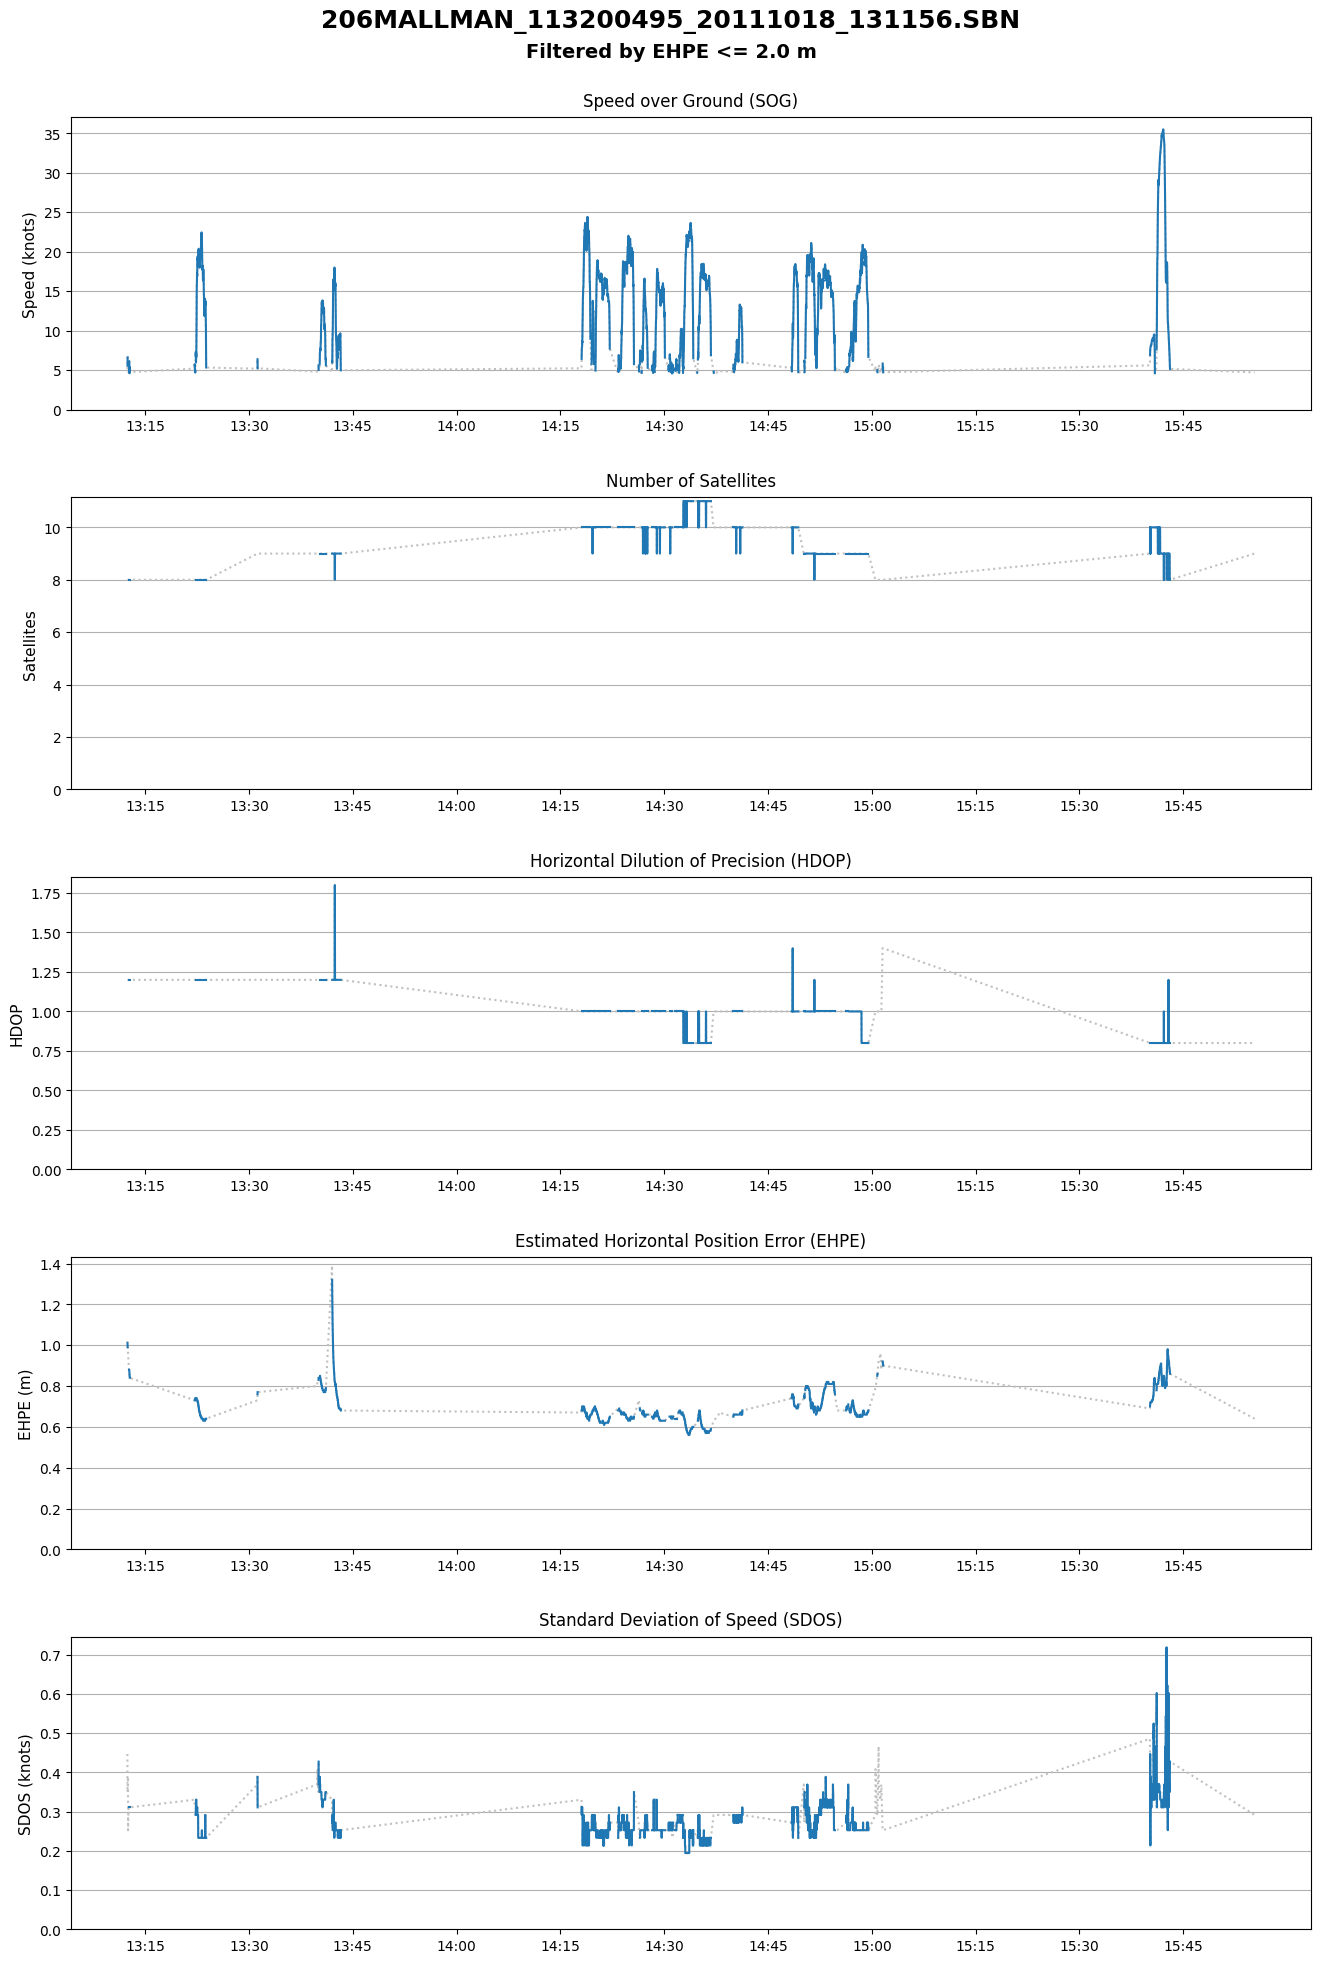 206MALLMAN_113200495_20111018_131156.SBN
Filtered by EHPE <= 2.0 m
Speed over Ground (SOG)
Speed (knots)
35
30
25
20
15
10
5
0
13:15 13:30 13:45 14:00 14:15 14:30 14:45 15:00 15:15 15:30 15:45
Number of Satellites
Satellites
10
8
6
4
2
0
13:15 13:30 13:45 14:00 14:15 14:30 14:45 15:00 15:15 15:30 15:45
Horizontal Dilution of Precision (HDOP)
HDOP
1.75
1.50
1.25
1.00
0.75
0.50
0.25
0.00
13:15 13:30 13:45 14:00 14:15 14:30 14:45 15:00 15:15 15:30 15:45
Estimated Horizontal Position Error (EHPE)
EHPE (m)
1.4
1.2
1.0
0.8
0.6
0.4
0.2
0.0
13:15 13:30 13:45 14:00 14:15 14:30 14:45 15:00 15:15 15:30 15:45
Standard Deviation of Speed (SDOS)
SDOS (knots)
0.7
0.6
0.5
0.4
0.3
0.2
0.1
0.0
13:15 13:30 13:45 14:00 14:15 14:30 14:45 15:00 15:15 15:30 15:45